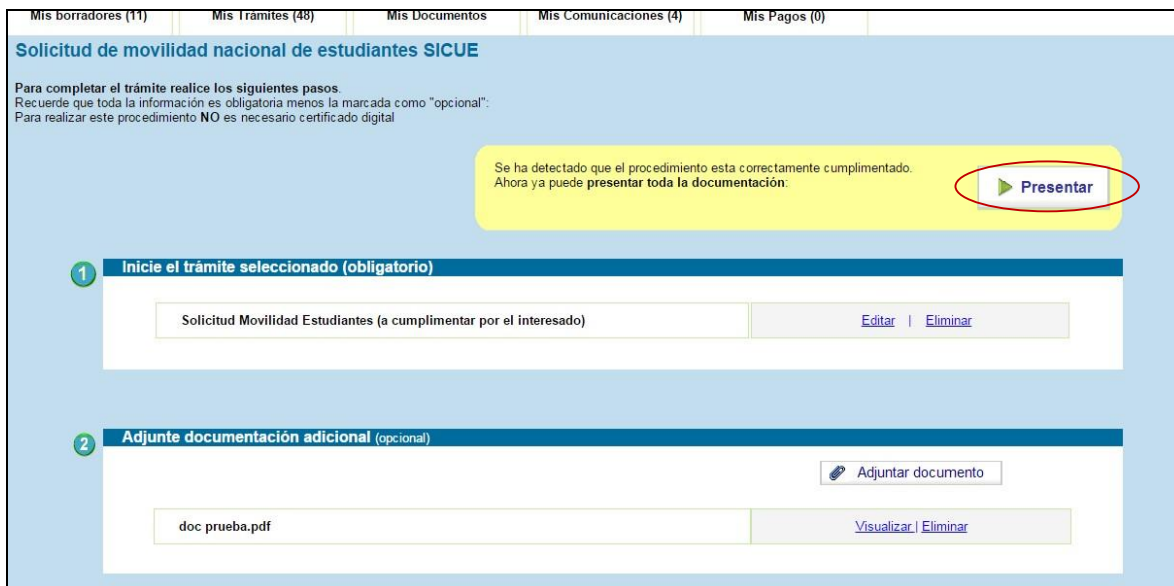 Mis borradores (11) Mis Trámites (48) Mis Documentos Mis Comunicaciones (4) Mis Pagos (0)
Solicitud de movilidad nacional de estudiantes SICUE
Para completar el trámite realice los siguientes pasos.
Recuerde que toda la información es obligatoria menos la marcada como "opcional":
Para realizar este procedimiento NO es necesario certificado digital
Se ha detectado que el procedimiento esta correctamente cumplimentado.
Ahora ya puede presentar toda la documentación:
Presentar
1 Inicie el trámite seleccionado (obligatorio)
Solicitud Movilidad Estudiantes (a cumplimentar por el interesado) Editar | Eliminar
2 Adjunte documentación adicional (opcional)
Adjuntar documento
doc prueba.pdf Visualizar | Eliminar